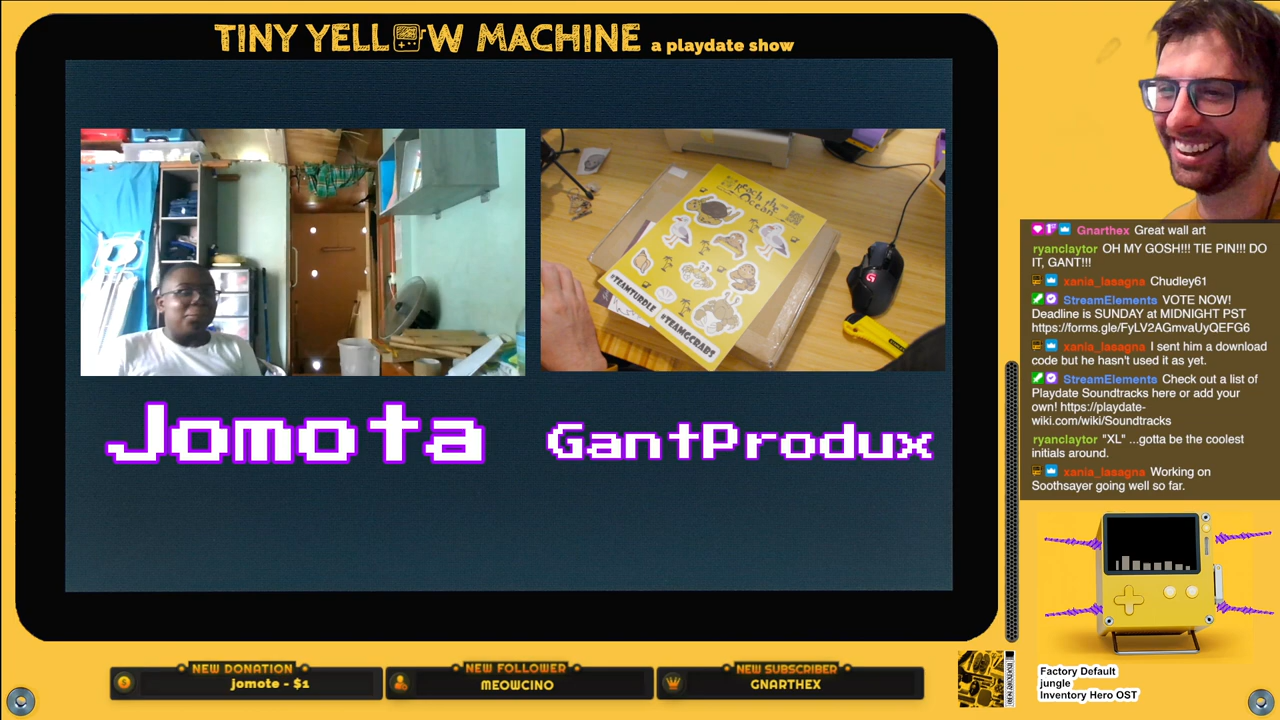 TINY YELLOW MACHINE a playdate show
Reach the Ocean
#TEAMTURDLE
#TEAMGCRABS
G
Jomota
GantProdux
Gnarthex Great wall art
ryanclaytor OH MY GOSH!!! TIE PIN!!! DO
IT, GANT!!!
xania_lasagna Chudley61
StreamElements VOTE NOW!
Deadline is SUNDAY at MIDNIGHT PST
https://forms.gle/FyLV2AGmvaUyQEFG6
xania_lasagna I sent him a download
code but he hasn't used it as yet.
StreamElements Check out a list of
Playdate Soundtracks here or add your
own! https://playdate-
wiki.com/wiki/Soundtracks
ryanclaytor "XL" ...gotta be the coolest
initials around.
xania_lasagna Working on
Soothsayer going well so far.
NEW DONATION
jomote - $1
NEW FOLLOWER
MEOWCINO
NEW SUBSCRIBER
GNARTHEX
Factory Default
jungle
Inventory Hero OST